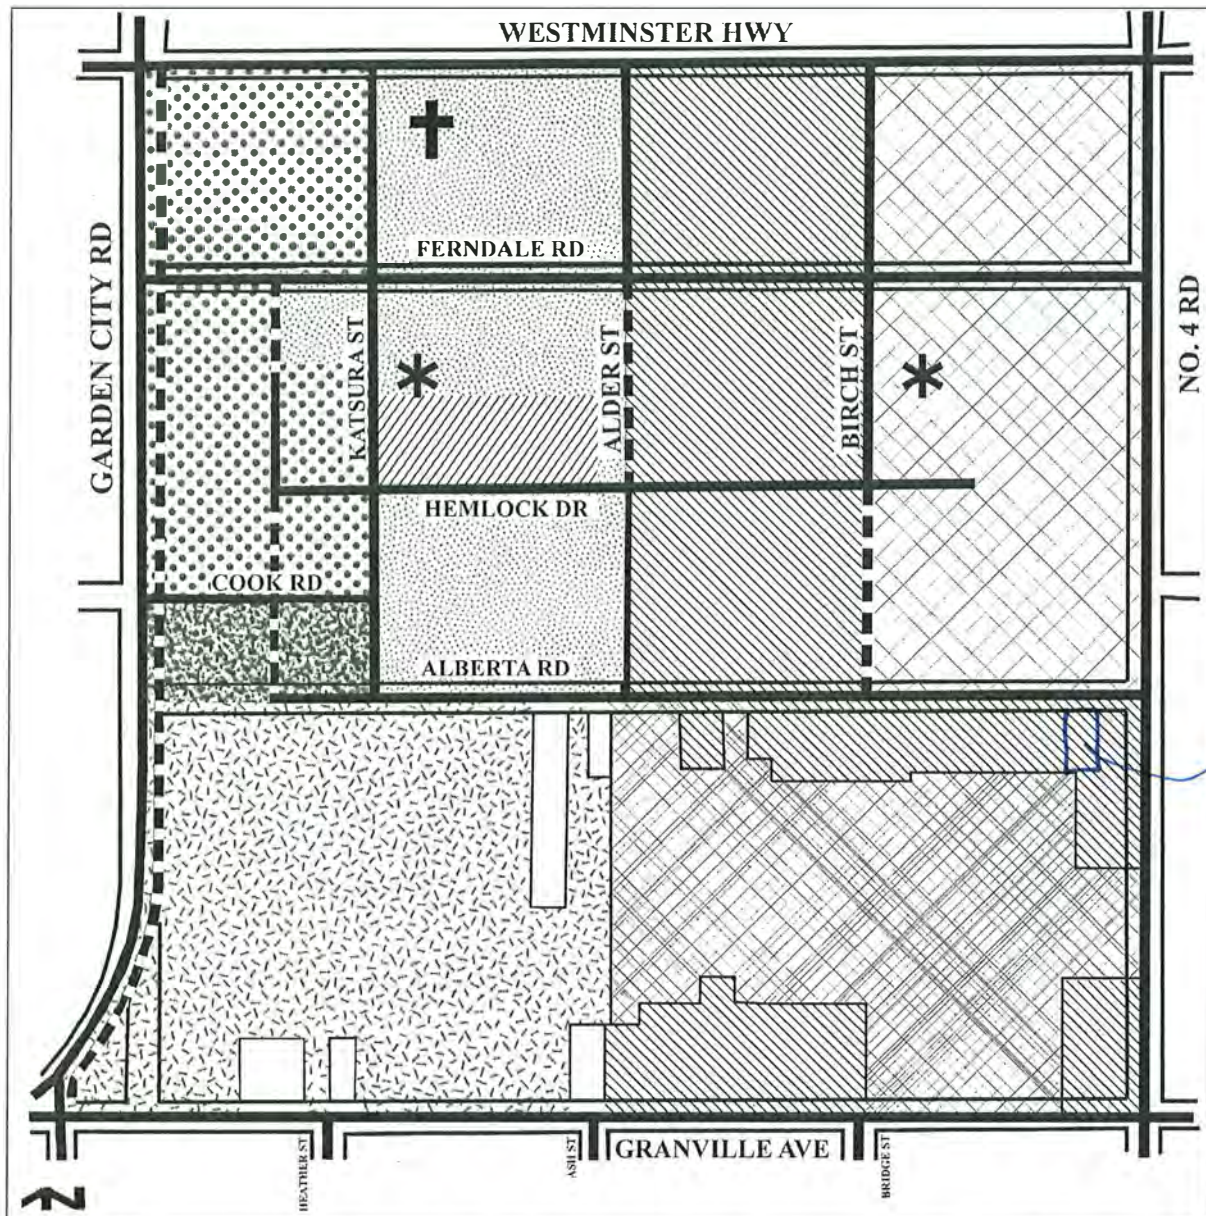 WESTMINSTER HWY
GARDEN CITY RD
FERNDALE RD
KATSURA ST
ALDER ST
BIRCH ST
NO. 4 RD
HEMLOCK DR
COOK RD
ALBERTA RD
HEATHER ST
ASH ST
GRANVILLE AVE
BRIDGE ST